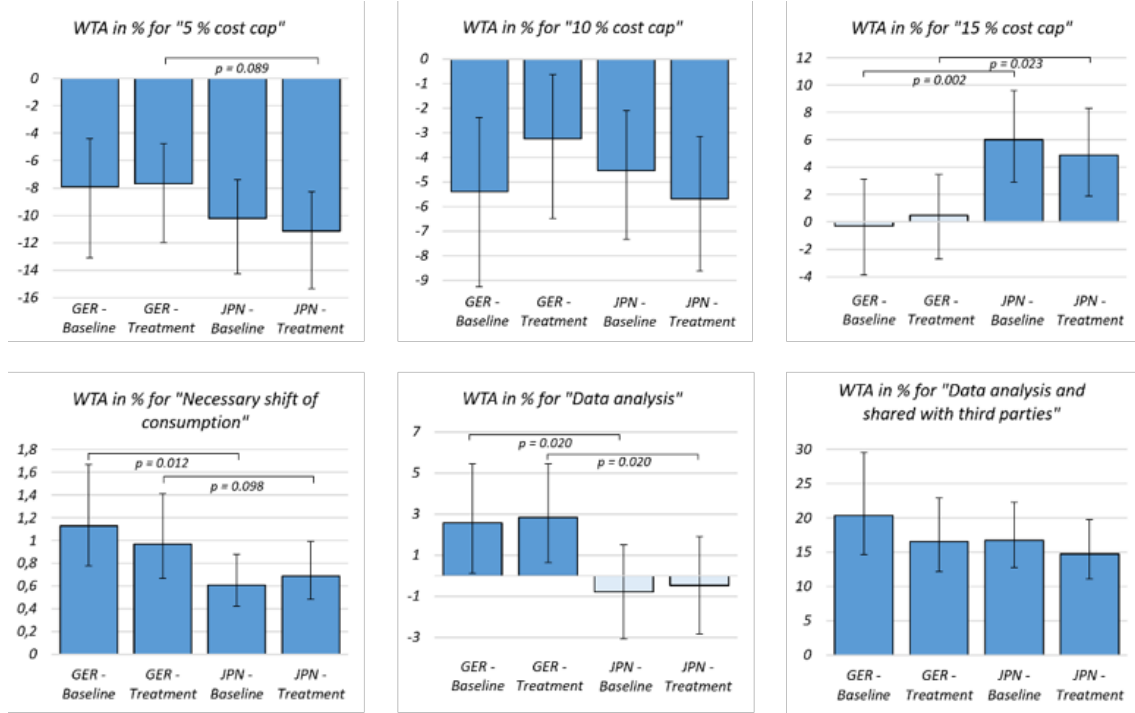 WTA in % for "5 % cost cap"
p = 0.089
0
-2
-4
-6
-8
-10
-12
-14
-16
GER - Baseline
GER - Treatment
JPN - Baseline
JPN - Treatment
WTA in % for "10 % cost cap"
0
-1
-2
-3
-4
-5
-6
-7
-8
-9
GER - Baseline
GER - Treatment
JPN - Baseline
JPN - Treatment
WTA in % for "15 % cost cap"
12
10
8
6
4
2
0
-2
-4
p = 0.023
p = 0.002
GER - Baseline
GER - Treatment
JPN - Baseline
JPN - Treatment
WTA in % for "Necessary shift of
consumption"
1,8
1,6
1,4
1,2
1
0,8
0,6
0,4
0,2
0
p = 0.012
p = 0.098
GER - Baseline
GER - Treatment
JPN - Baseline
JPN - Treatment
WTA in % for "Data analysis"
7
5
3
1
-1
-3
p = 0.020
p = 0.020
GER - Baseline
GER - Treatment
JPN - Baseline
JPN - Treatment
WTA in % for "Data analysis and
shared with third parties"
30
25
20
15
10
5
0
GER - Baseline
GER - Treatment
JPN - Baseline
JPN - Treatment